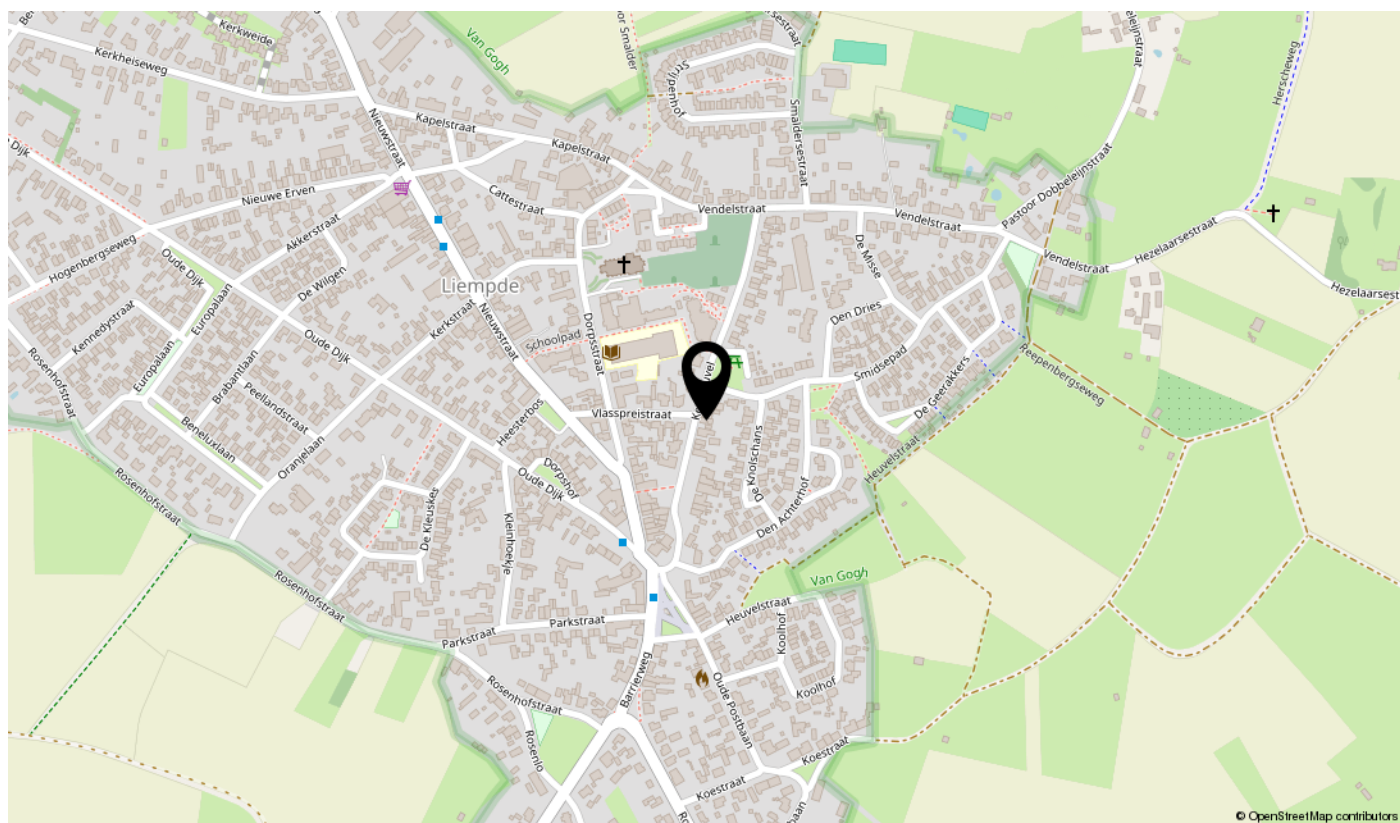 Kerkweide
Kerkheiseweg
Van Gogh
oor Smalder
Smaldersestraat
Pastoor Dobbeleijnstraat
Herscheweg
Nieuwstraat
Kapelstraat
Kapelstraat
Nieuwe Erven
Cattestraat
Vendelstraat
Vendelstraat
Vendelstraat
Hezelaarsestraat
Hezelaarsest
Oude Dijk
Hogenbergseweg
Akkerstraat
De Wilgen
De Misse
Liempde
Kennedystraat
Europalaan
Europalaan
Oude Dijk
Kerkstraat
Nieuwstraat
Schoolpad
Dorpsstraat
Den Dries
Smidsepad
Reepenbergseweg
Rosenhofstraat
Brabantlaan
Peellandstraat
Beneluxlaan
Oranjelaan
Heesterbos
Vlasspreistraat
De Geerakkers
Heuvelstraat
De Knolschans
Dorpshof
Oude Dijk
De Kleuskes
Kleinhoekje
Den Achterhof
Rosenhofstraat
Rosenhofstraat
Van Gogh
Heuvelstraat
Parkstraat
Parkstraat
Koolhof
Koolhof
Barrierweg
Oude Postbaan
Rosenhofstraat
Rosenlo
Koestraat
Koestraat
© OpenStreetMap contributors